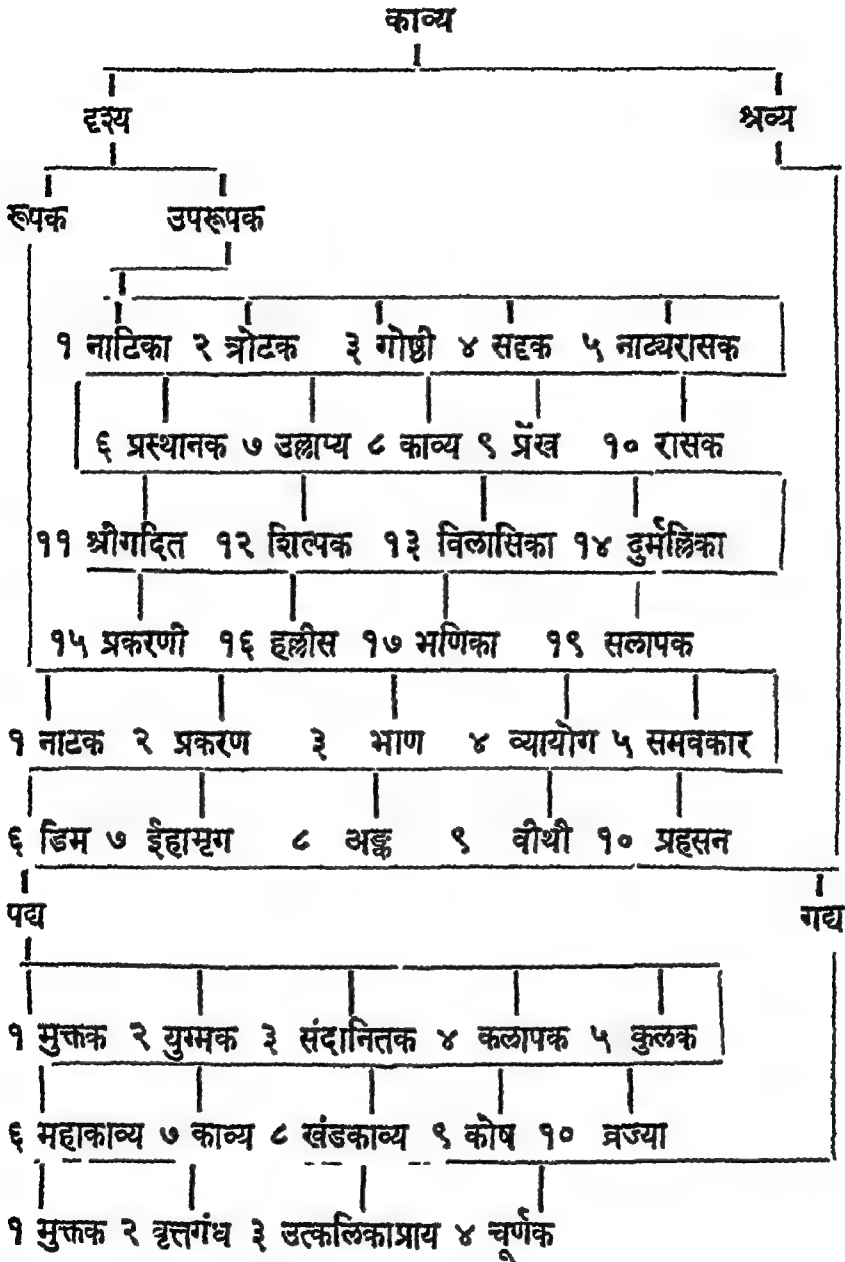 काव्य
दृश्य श्रव्य
रूपक उपरूपक
१ नाटिका २ त्रोटक ३ गोष्ठी ४ सट्टक ५ नाट्यरासक
६ प्रस्थानक ७ उल्लाप्य ८ काव्य ९ प्रेंख १० रासक
११ श्रीगदित १२ शिल्पक १३ विलासिका १४ दुर्मल्लिका
१५ प्रकरणी १६ हल्लीस १७ भणिका १९ सलापक
१ नाटक २ प्रकरण ३ भाण ४ व्यायोग ५ समवकार
६ डिम ७ ईहामृग ८ अङ्क ९ वीथी १० प्रहसन
पद्य गद्य
१ मुक्तक २ युग्मक ३ संदानितक ४ कलापक ५ कुलक
६ महाकाव्य ७ काव्य ८ खंडकाव्य ९ कोष १० व्रज्या
१ मुक्तक २ वृत्तगंध ३ उत्कलिकाप्राय ४ चूर्णक